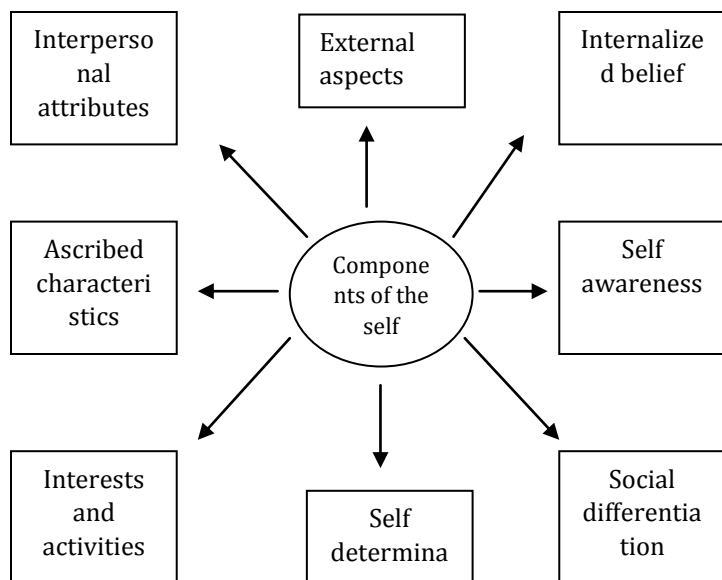 Interperso
nal
attributes
External
aspects
Internalize
d belief
Ascribed
characteri
stics
Compone
nts of the
self
Self
awareness
Interests
and
activities
Self
determina
Social
differentia
tion